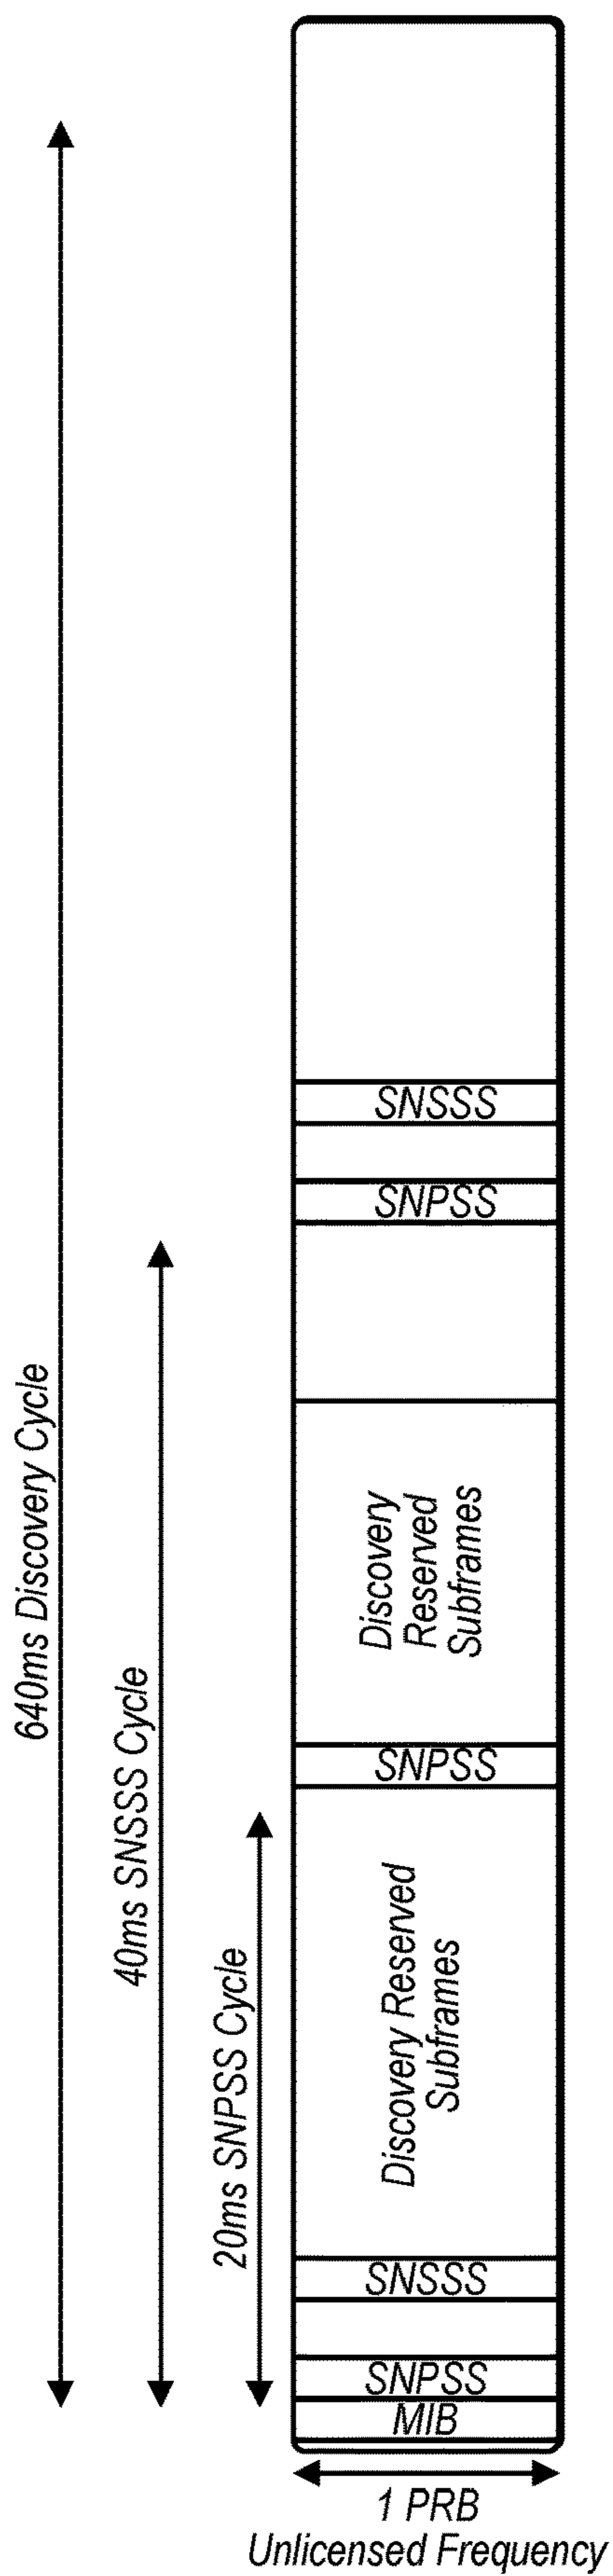 640ms Discovery Cycle
40ms SNSSS Cycle
20ms SNPSS Cycle
SNSSS
SNPSS
Discovery
Reserved
Subframes
SNPSS
Discovery Reserved
Subframes
SNSSS
SNPSS
MIB
1 PRB
Unlicensed Frequency